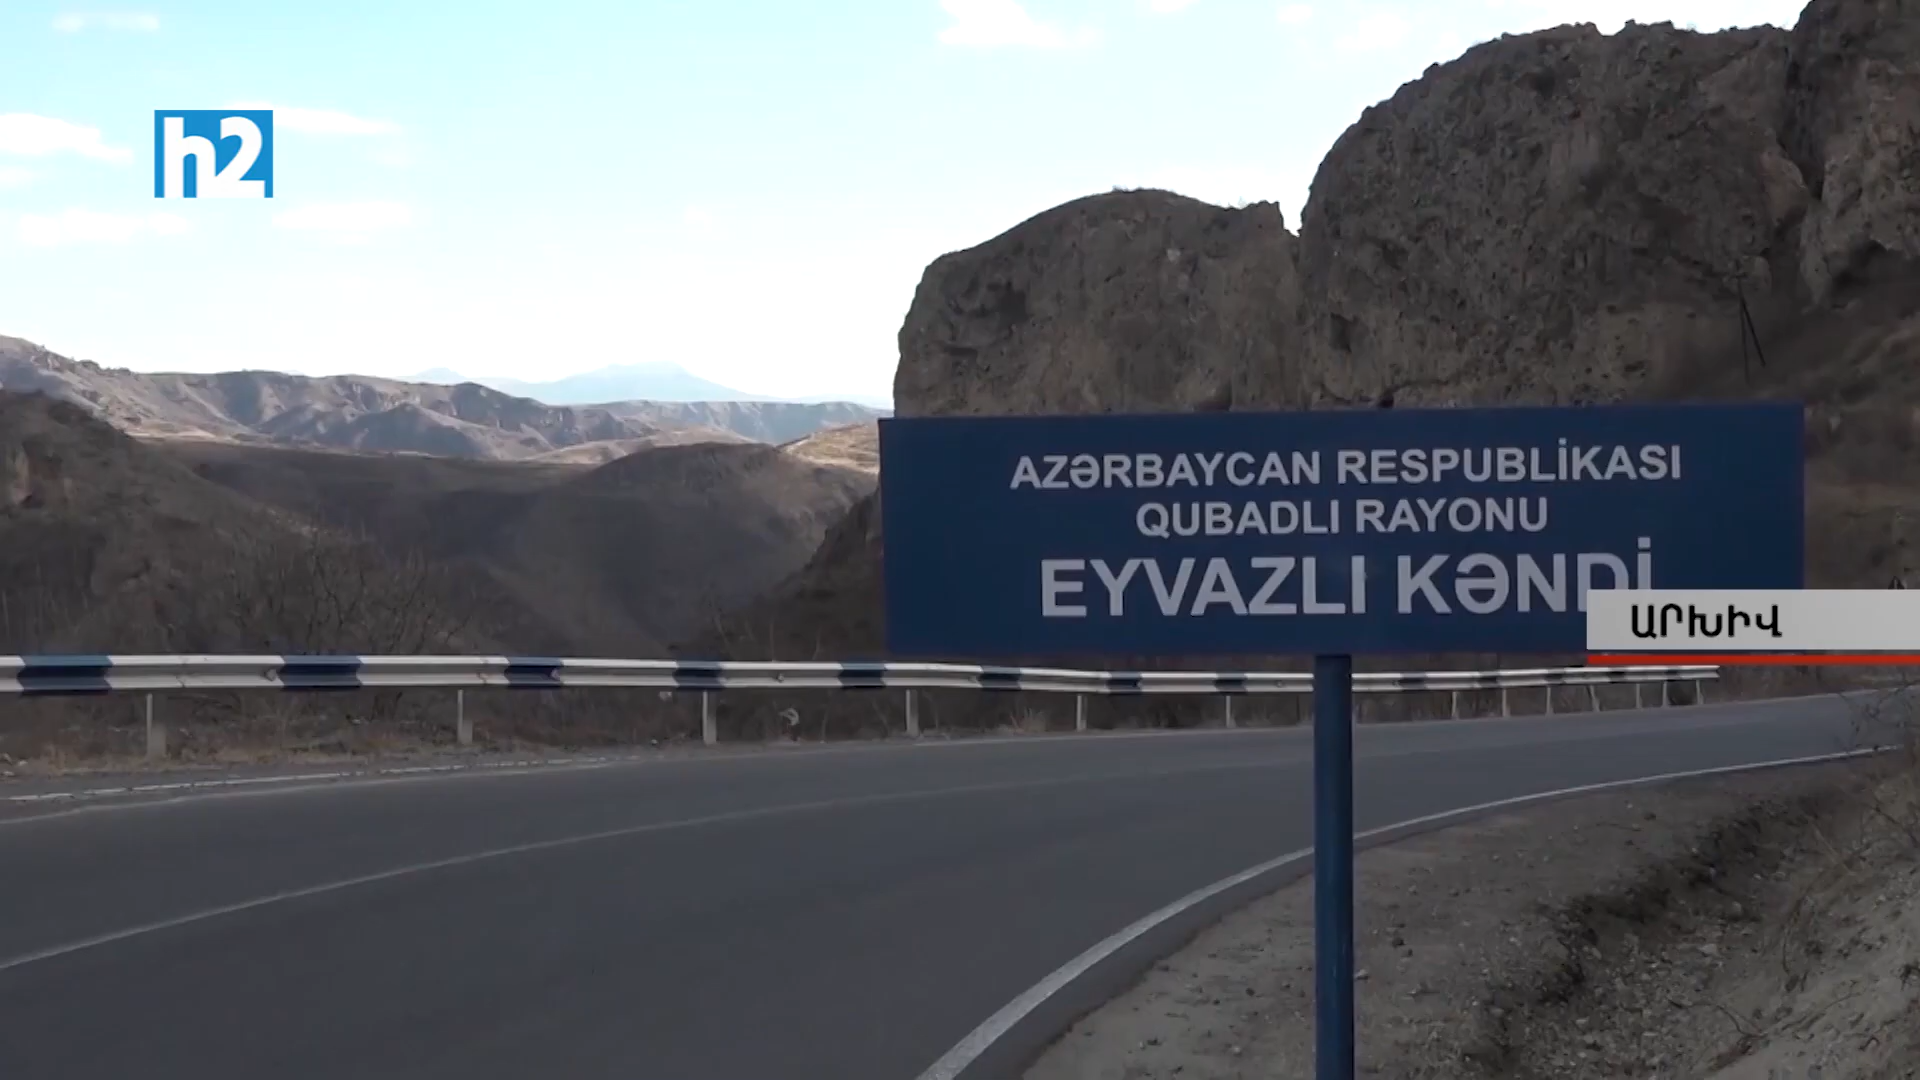 h2
AZƏRBAYCAN RESPUBLİKASI
QUBADLI RAYONU
EYVAZLI KƏNDİ
ԱՐԽԻՎ